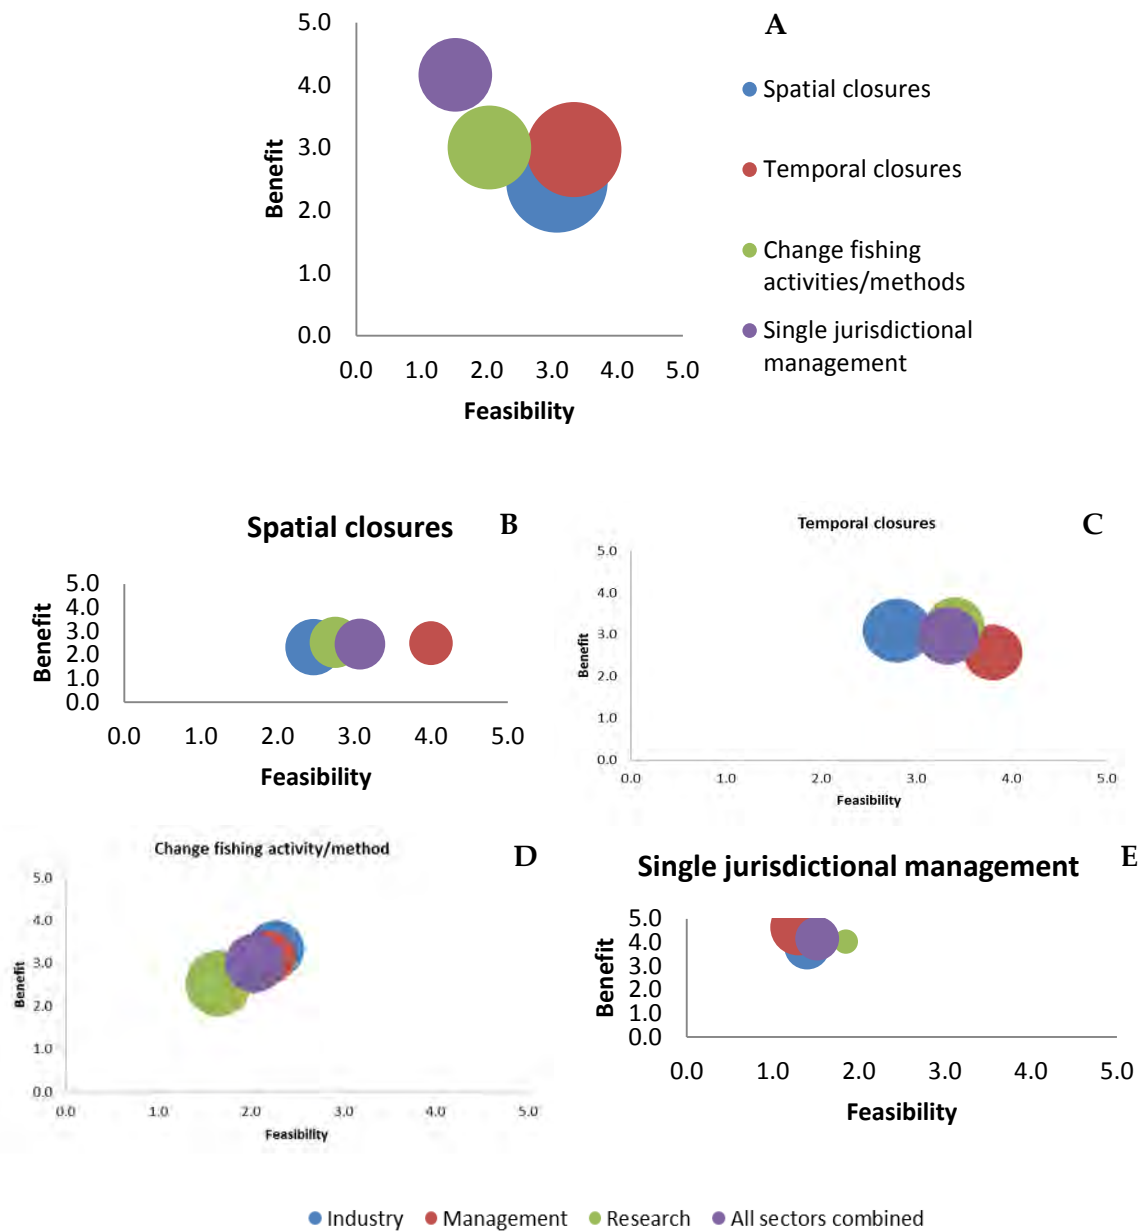 A
5.0
4.0
3.0
2.0
1.0
0.0
Benefit
0.0 1.0 2.0 3.0 4.0 5.0
Feasibility
Spatial closures
Temporal closures
Change fishing
activities/methods
Single jurisdictional
management
Spatial closures
B
5.0
4.0
3.0
2.0
1.0
0.0
Benefit
0.0 1.0 2.0 3.0 4.0 5.0
Feasibility
Temporal closures
C
5.0
4.0
3.0
2.0
1.0
0.0
Benefit
0.0 1.0 2.0 3.0 4.0 5.0
Feasibility
Change fishing activity/method
D
5.0
4.0
3.0
2.0
1.0
0.0
Benefit
0.0 1.0 2.0 3.0 4.0 5.0
Feasibility
Single jurisdictional management
E
5.0
4.0
3.0
2.0
1.0
0.0
Benefit
0.0 1.0 2.0 3.0 4.0 5.0
Feasibility
Industry Management Research All sectors combined